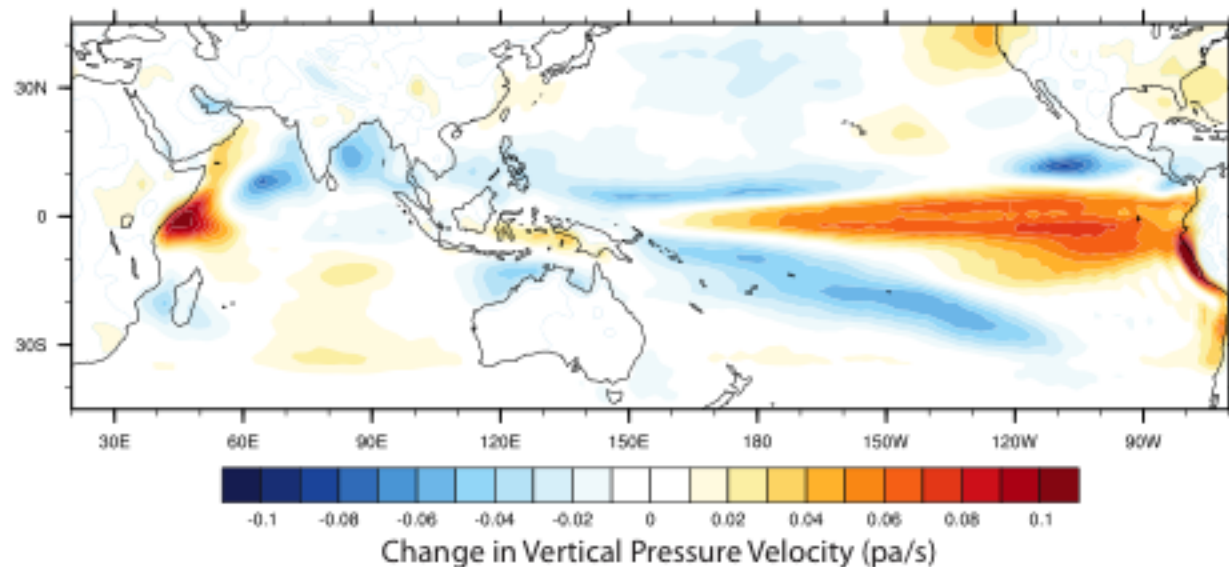 30N
0
30S
30E 60E 90E 120E 150E 180 150W 120W 90W
-0.1 -0.08 -0.06 -0.04 -0.02 0 0.02 0.04 0.06 0.08 0.1
Change in Vertical Pressure Velocity (pa/s)